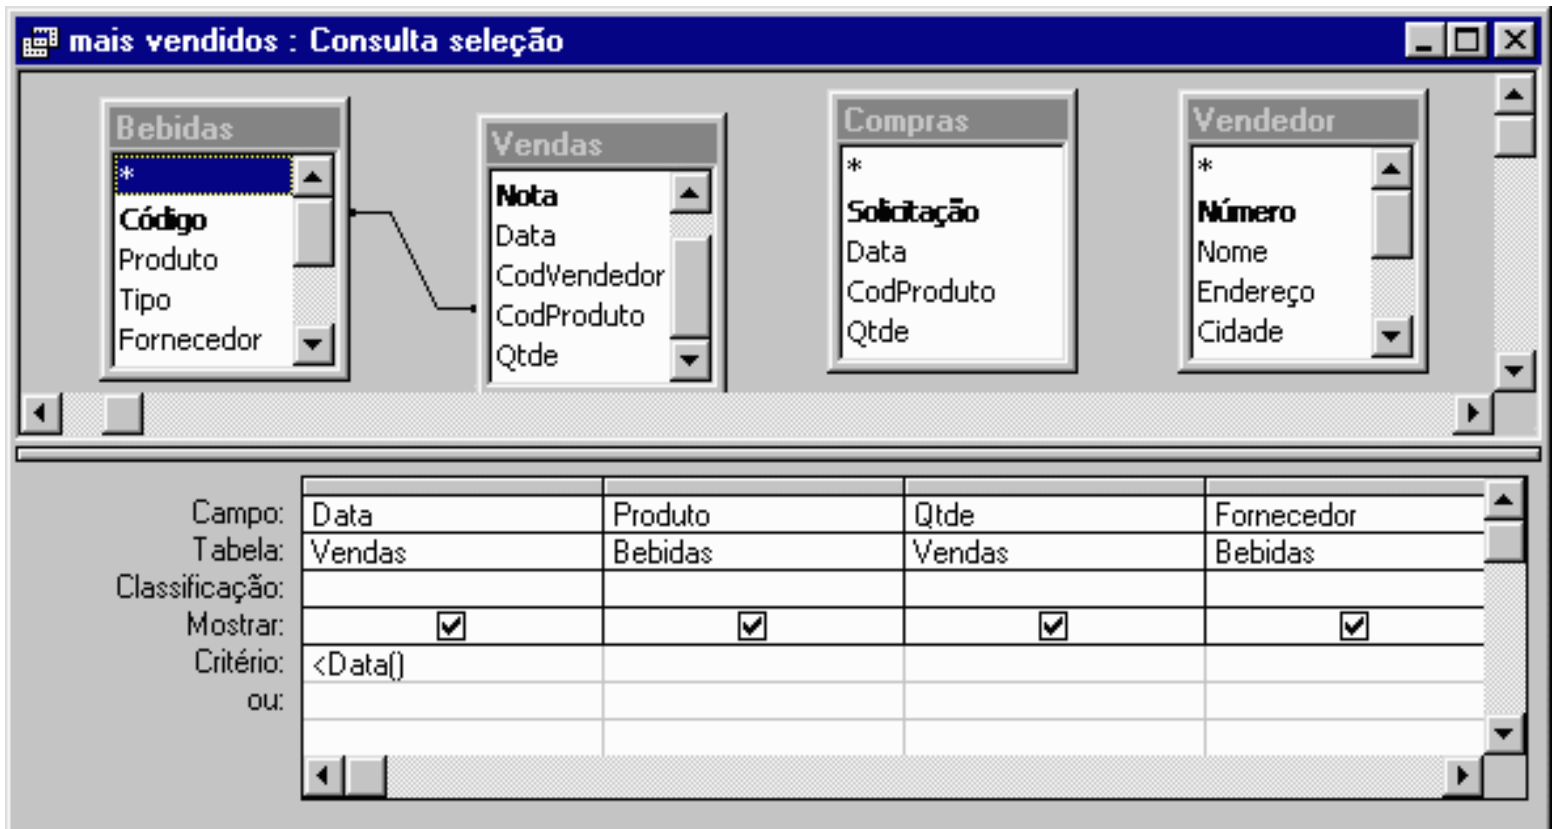 mais vendidos : Consulta seleção
Bebidas
*
Código
Produto
Tipo
Fornecedor
Vendas
Nota
Data
CodVendedor
CodProduto
Qtde
Compras
*
Solicitação
Data
CodProduto
Qtde
Vendedor
*
Número
Nome
Endereço
Cidade
Campo: Data Produto Qtde Fornecedor
Tabela: Vendas Bebidas Vendas Bebidas
Classificação:
Mostrar:
Critério: <Data()
ou: